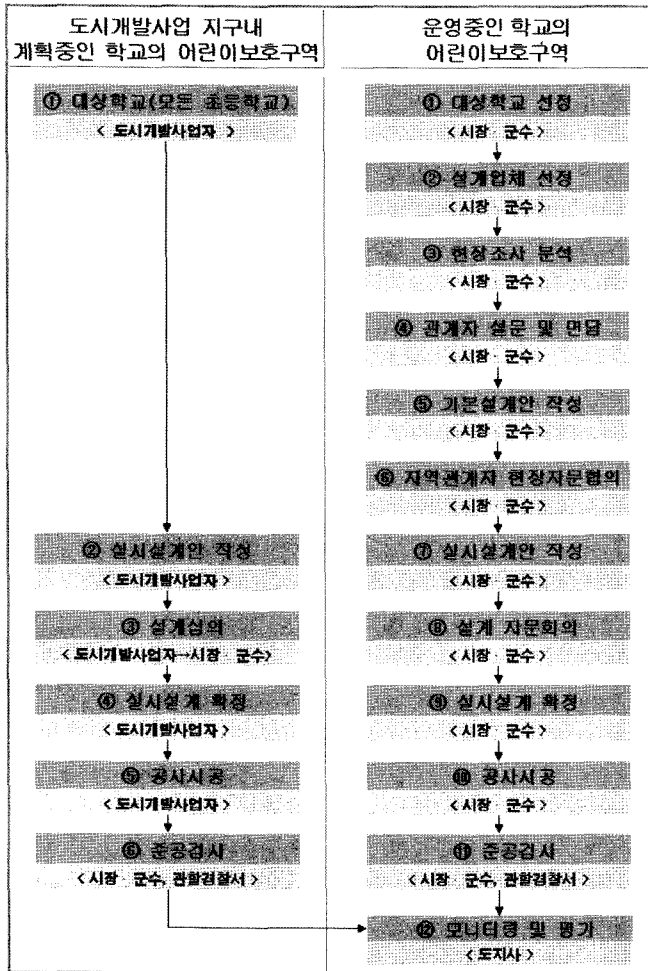 도시개발사업 지구내
계획중인 학교의 어린이보호구역
① 대상학교(모든 초등학교)
< 도시개발사업자 >
② 실시설계안 작성
< 도시개발사업자 >
③ 설계심의
< 도시개발사업자→시장 · 군수>
④ 실시설계 확정
< 도시개발사업자 >
⑤ 공사시공
< 도시개발사업자 >
⑥ 준공검사
<시장 · 군수, 관할경찰서>
운영중인 학교의
어린이보호구역
① 대상학교 선정
<시장 · 군수>
② 설계업체 선정
<시장 · 군수>
③ 현장조사 분석
<시장 · 군수>
④ 관계자 설문 및 면담
<시장 · 군수>
⑤ 기본설계안 작성
<시장 · 군수>
⑥ 지역관계자 현장자문협의
<시장 · 군수>
⑦ 실시설계안 작성
<시장 · 군수>
⑧ 설계 자문회의
<시장 · 군수>
⑨ 실시설계 확정
<시장 · 군수>
⑩ 공사시공
<시장 · 군수>
⑪ 준공검사
<시장 · 군수, 관할경찰서>
⑫ 모니터링 및 평가
<도지사>